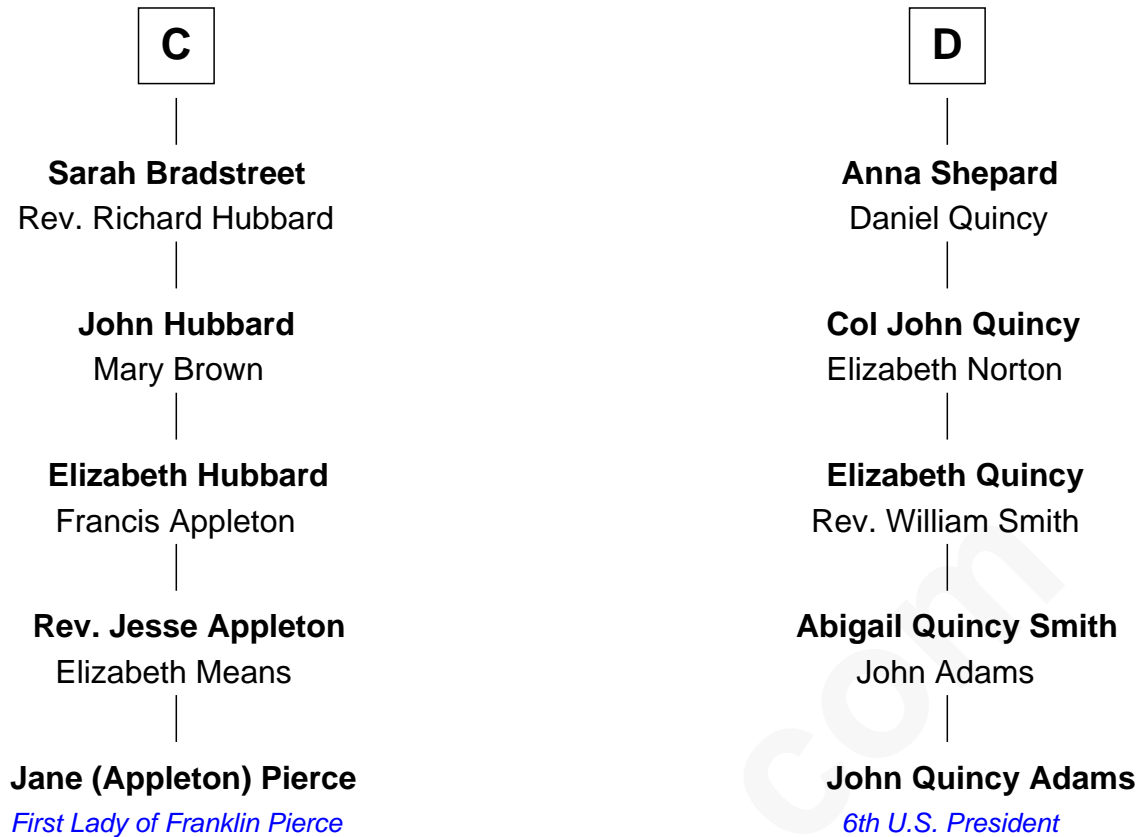 C
Sarah Bradstreet
Rev. Richard Hubbard
John Hubbard
Mary Brown
Elizabeth Hubbard
Francis Appleton
Rev. Jesse Appleton
Elizabeth Means
Jane (Appleton) Pierce
First Lady of Franklin Pierce
D
Anna Shepard
Daniel Quincy
Col John Quincy
Elizabeth Norton
Elizabeth Quincy
Rev. William Smith
Abigail Quincy Smith
John Adams
John Quincy Adams
6th U.S. President
com